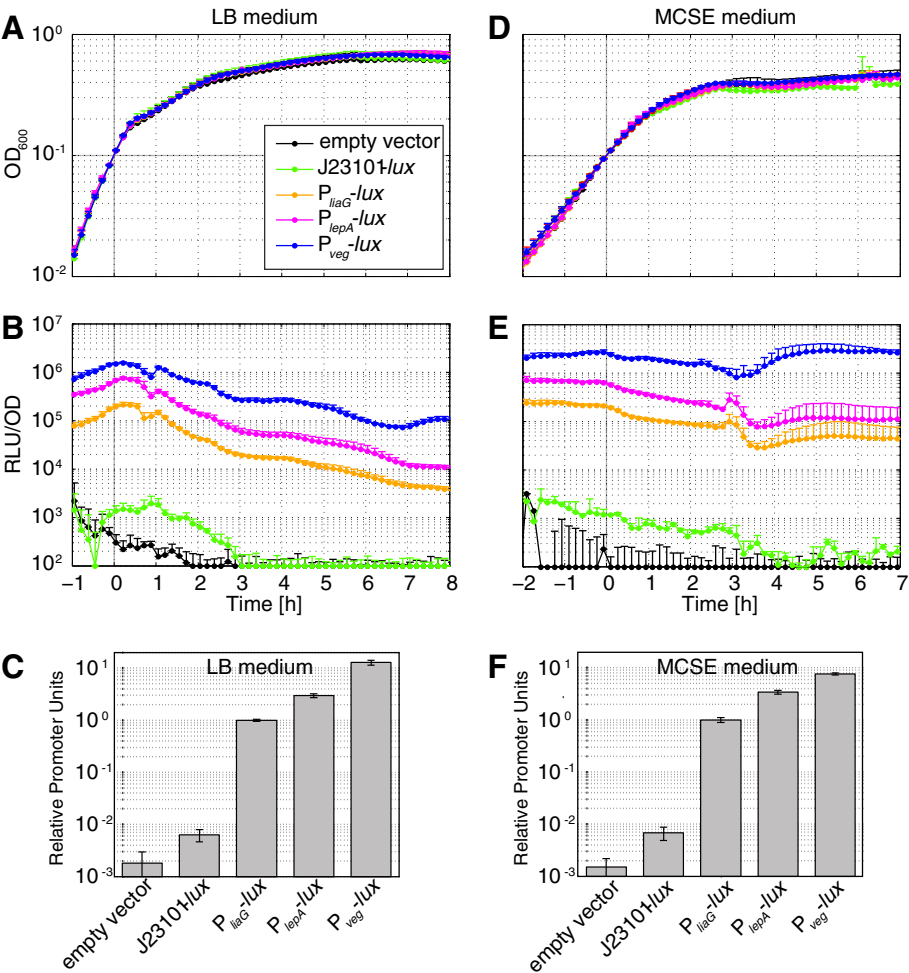 A
LB medium
OD600
10^0
10^-1
10^-2
empty vector
J23101-lux
PliaG-lux
PlepA-lux
Pveg-lux
B
RLU/OD
10^7
10^6
10^5
10^4
10^3
10^2
−1 0 1 2 3 4 5 6 7 8
Time [h]
C
LB medium
Relative Promoter Units
10^1
10^0
10^-1
10^-2
10^-3
empty vector
J23101-lux
PliaG-lux
PlepA-lux
Pveg-lux
D
MCSE medium
E
−2 −1 0 1 2 3 4 5 6 7
Time [h]
F
MCSE medium
Relative Promoter Units
10^1
10^0
10^-1
10^-2
10^-3
empty vector
J23101-lux
PliaG-lux
PlepA-lux
Pveg-lux